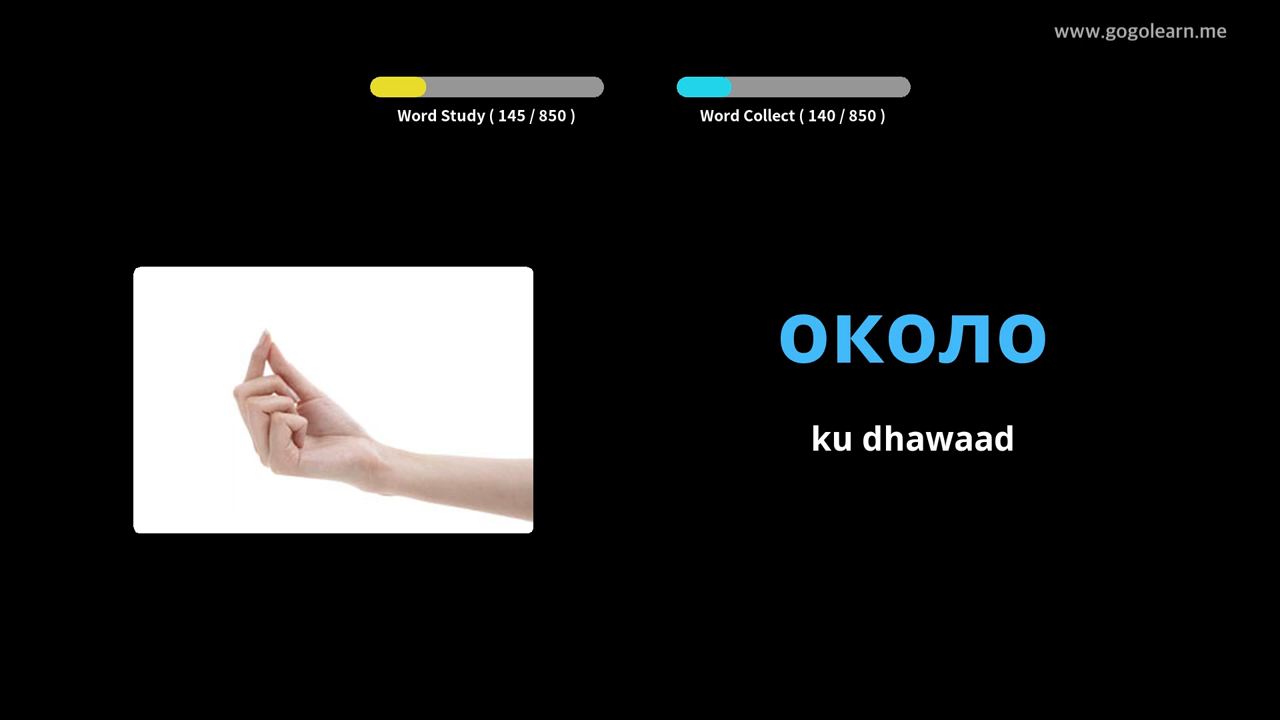 www.gogolearn.me
Word Study ( 145 / 850 )
Word Collect ( 140 / 850 )
около
ku dhawaad